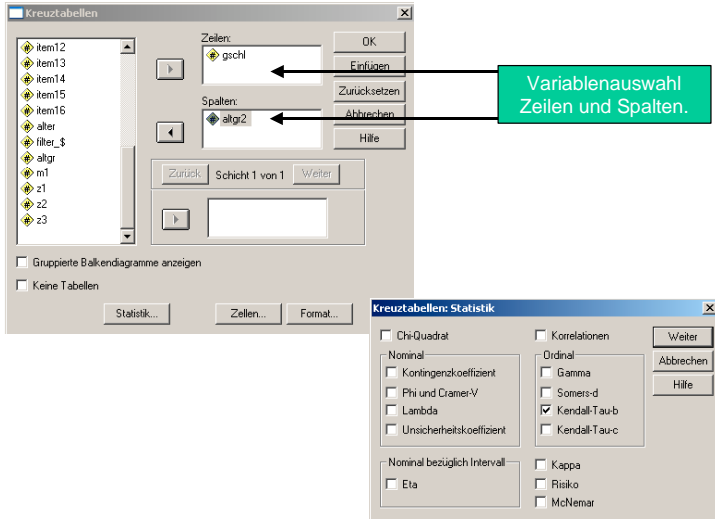 Kreuztabellen
item12
item13
item14
item15
item16
alter
filter_$
altgr
m1
z1
z2
z3
Zeilen:
gschl
Spalten:
altgr2
OK
Einfügen
Zurücksetzen
Abbrechen
Hilfe
Zurück Schicht 1 von 1 Weiter
Gruppierte Balkendiagramme anzeigen
Keine Tabellen
Statistik... Zellen... Format...
Variablenauswahl
Zeilen und Spalten.
Kreuztabellen: Statistik
Chi-Quadrat
Korrelationen
Nominal
Kontingenzkoeffizient
Phi und Cramer-V
Lambda
Unsicherheitskoeffizient
Ordinal
Gamma
Somers-d
Kendall-Tau-b
Kendall-Tau-c
Nominal bezüglich Intervall
Eta
Kappa
Risiko
McNemar
Weiter
Abbrechen
Hilfe